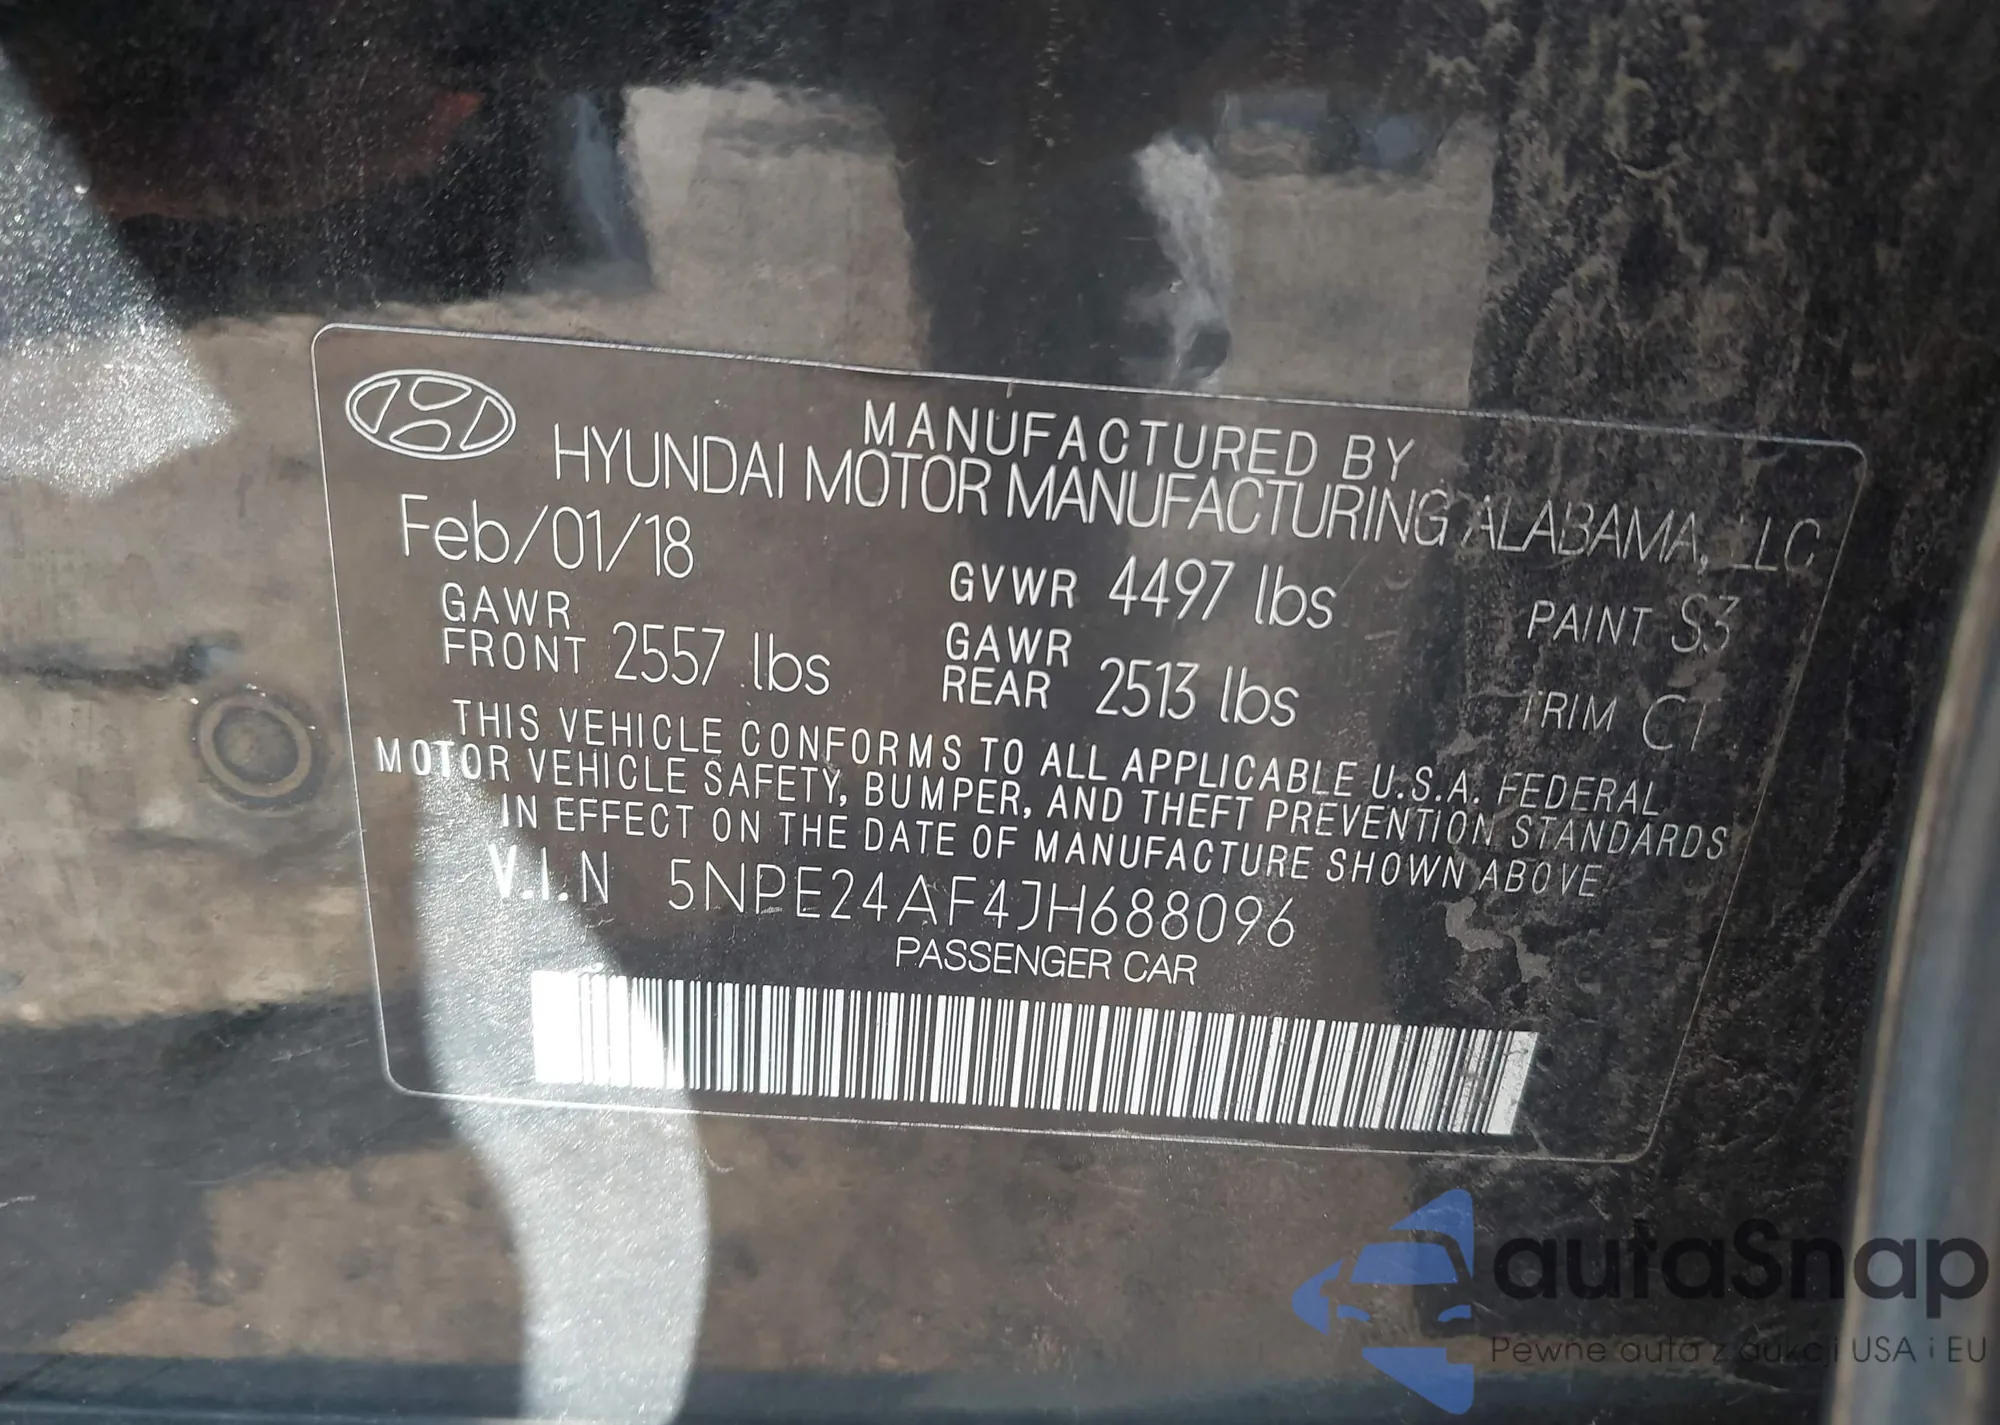 MANUFACTURED BY
HYUNDAI MOTOR MANUFACTURING ALABAMA, LLC
Feb/01/18 GVWR 4497 lbs PAINT S3
GAWR FRONT 2557 lbs GAWR REAR 2513 lbs TRIM CT
THIS VEHICLE CONFORMS TO ALL APPLICABLE U.S.A. FEDERAL
MOTOR VEHICLE SAFETY, BUMPER, AND THEFT PREVENTION STANDARDS
IN EFFECT ON THE DATE OF MANUFACTURE SHOWN ABOVE
V.I.N 5NPE24AF4JH688096
PASSENGER CAR
autaSnap
Pewne auta z aukcji USA i EU